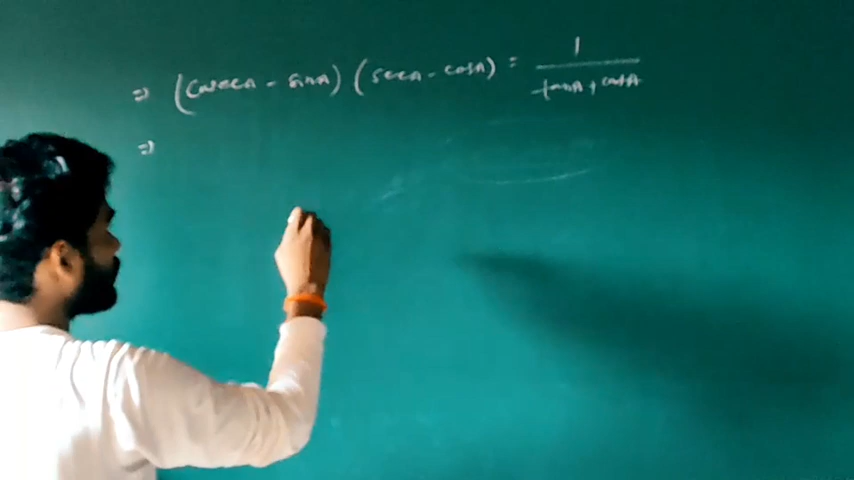 ⇒ (cosecA - sinA) (secA - cosA) = 1 / tanA + cotA
⇒